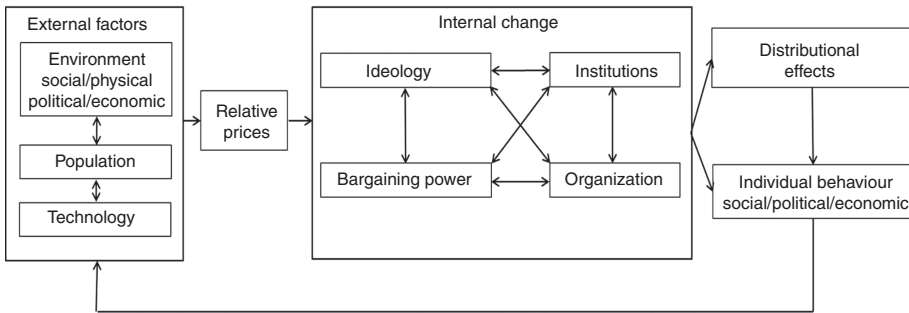 External factors
Environment
social/physical
political/economic
Population
Technology
Relative
prices
Internal change
Ideology
Institutions
Bargaining power
Organization
Distributional
effects
Individual behaviour
social/political/economic